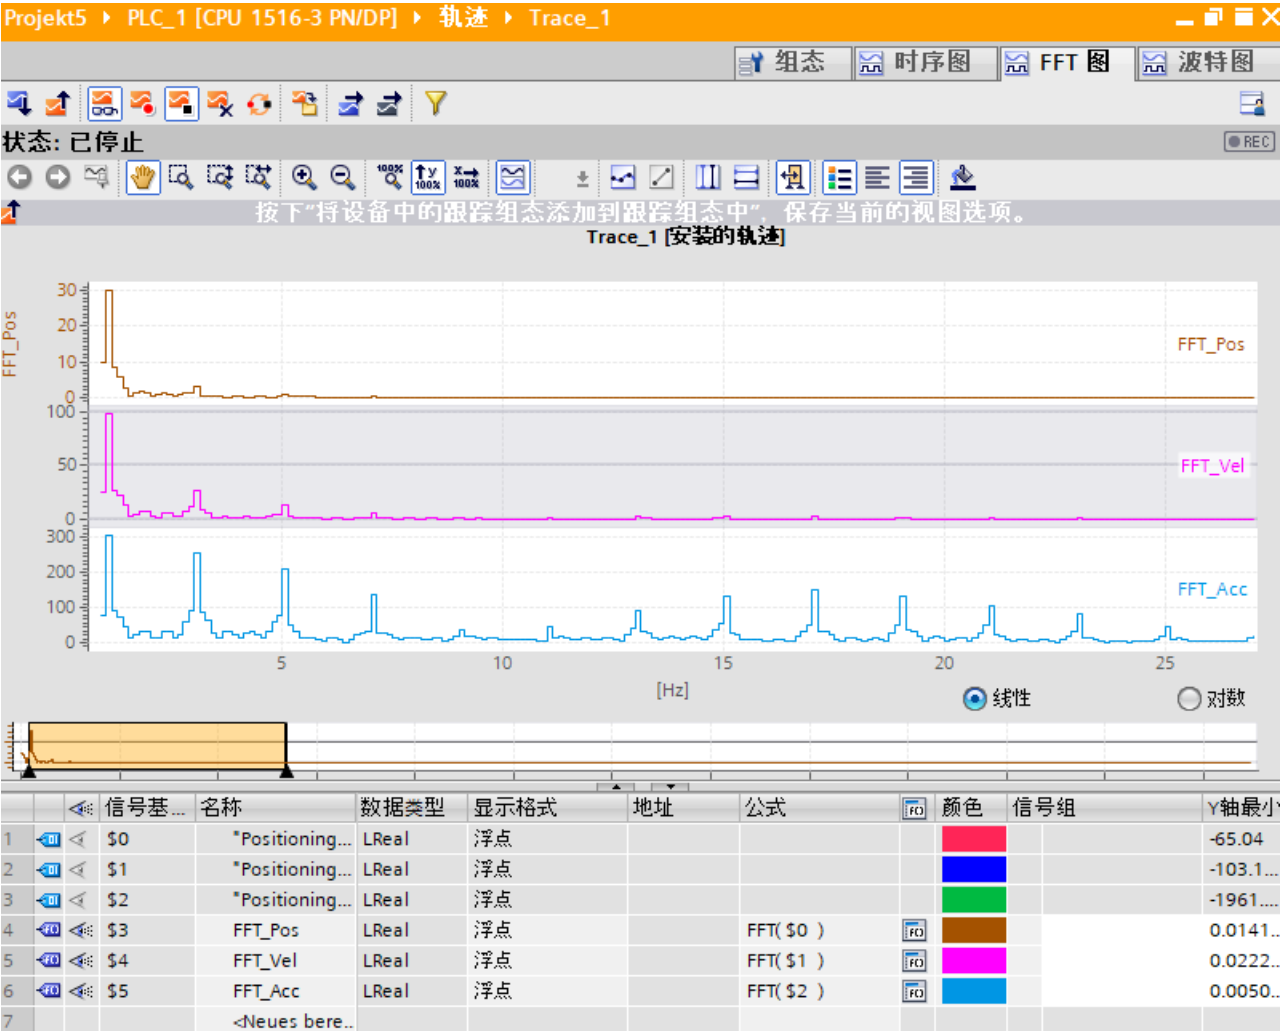 Projekt5 ▸ PLC_1 [CPU 1516-3 PN/DP] ▸ 轨迹 ▸ Trace_1
组态 时序图 FFT 图 波特图
状态: 已停止 REC
100% Y 100% X 100%
按下“将设备中的跟踪组态添加到跟踪组态中”，保存当前的视图选项。
Trace_1 [安装的轨迹]
FFT_Pos
30
20
10
0
FFT_Pos
100
50
0
FFT_Vel
300
200
100
0
FFT_Acc
5 10 15 20 25
[Hz]
线性 对数
信号基... 名称 数据类型 显示格式 地址 公式 颜色 信号组 Y轴最小
1 $0 "Positioning... LReal 浮点 -65.04
2 $1 "Positioning... LReal 浮点 -103.1...
3 $2 "Positioning... LReal 浮点 -1961....
4 $3 FFT_Pos LReal 浮点 FFT( $0 ) 0.0141..
5 $4 FFT_Vel LReal 浮点 FFT( $1 ) 0.0222..
6 $5 FFT_Acc LReal 浮点 FFT( $2 ) 0.0050..
7 <Neues bere..